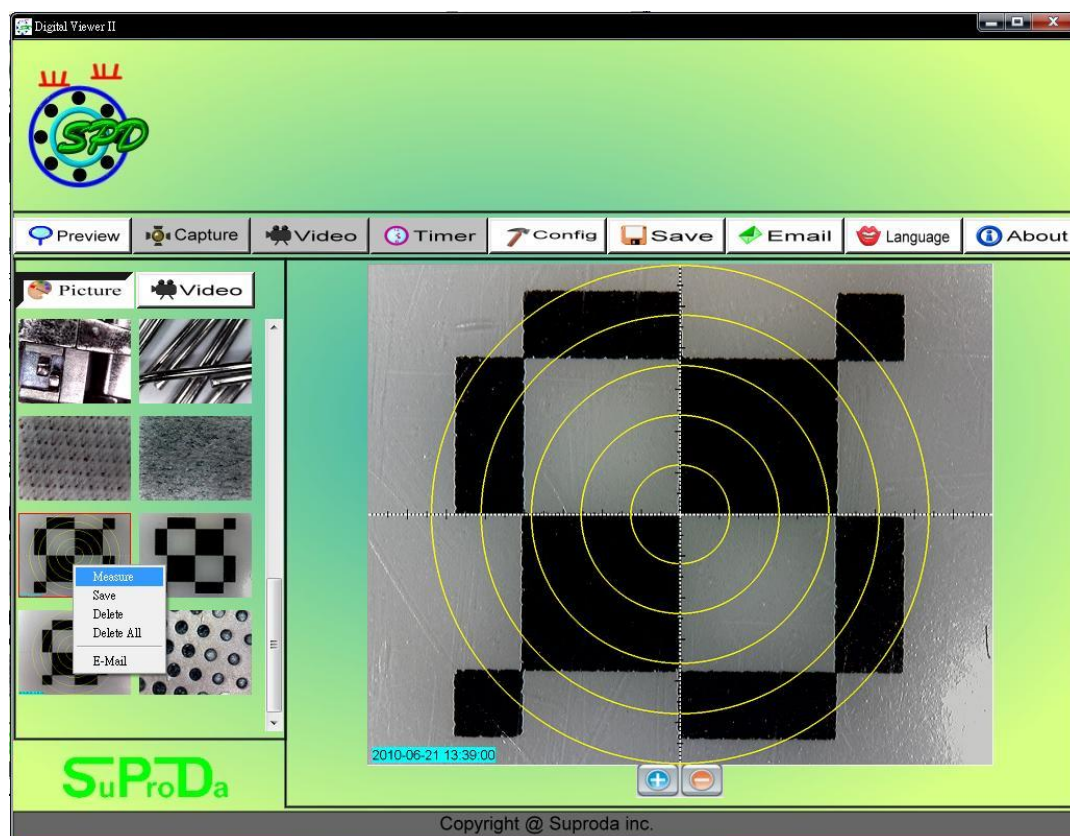 Digital Viewer II
SPD
Preview Capture Video Timer Config Save Email Language About
Picture Video
Measure
Save
Delete
Delete All
E-Mail
2010-06-21 13:39:00
SuProDa
Copyright @ Suproda inc.